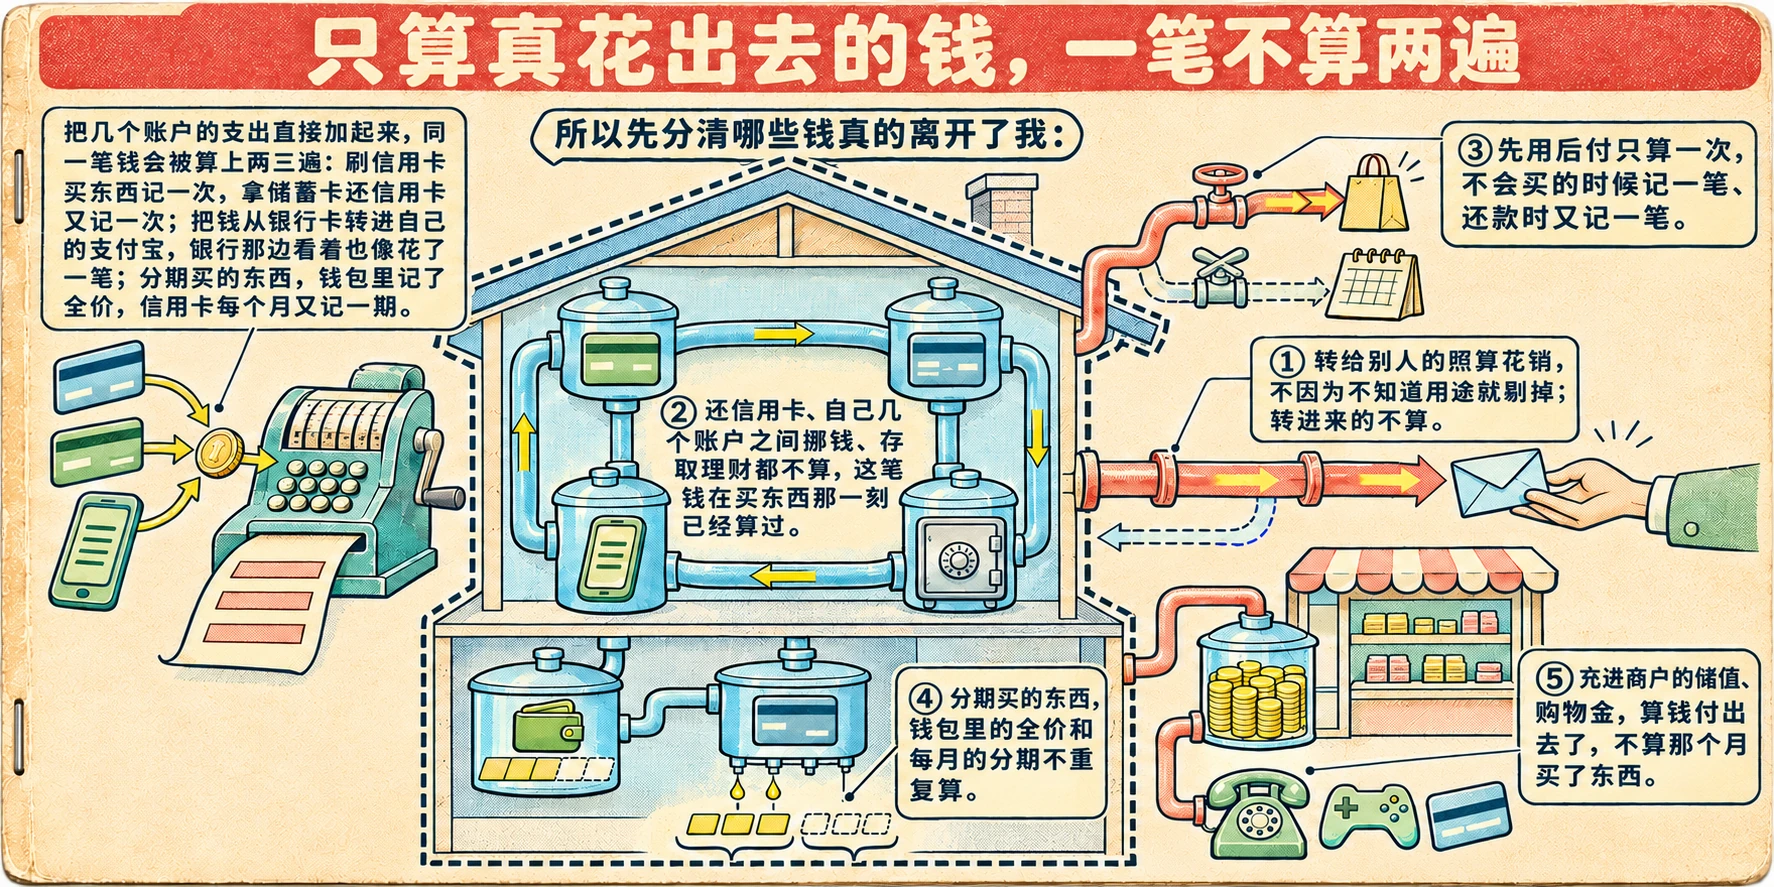 只算真花出去的钱，一笔不算两遍
把几个账户的支出直接加起来，同
一笔钱会被算上两三遍：刷信用卡
买东西记一次，拿储蓄卡还信用卡
又记一次；把钱从银行卡转进自己
的支付宝，银行那边看着也像花了
一笔；分期买的东西，钱包里记了
全价，信用卡每个月又记一期。
所以先分清哪些钱真的离开了我：
③先用后付只算一次，
不会买的时候记一笔、
还款时又记一笔。
① 转给别人的照算花销，
不因为不知道用途就剔掉；
转进来的不算。
② 还信用卡、自己几
个账户之间挪钱、存
取理财都不算，这笔
钱在买东西那一刻
已经算过。
④ 分期买的东西，
钱包里的全价和
每月的分期不重
复算。
⑤ 充进商户的储值、
购物金，算钱付出
去了，不算那个月
买了东西。